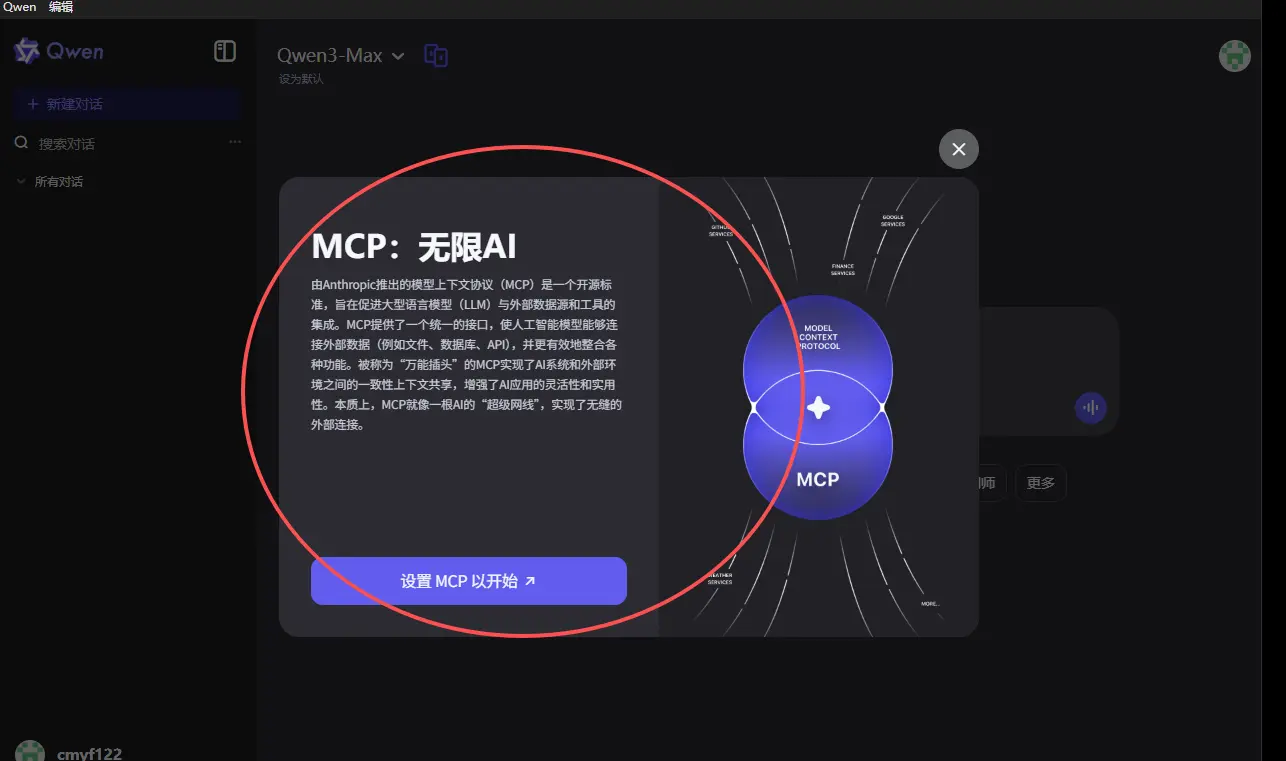 Qwen 编辑
Qwen
Qwen3-Max
设为默认
+ 新建对话
搜索对话
所有对话
MCP：无限AI
由Anthropic推出的模型上下文协议（MCP）是一个开源标
准，旨在促进大型语言模型（LLM）与外部数据源和工具的
集成。MCP提供了一个统一的接口，使人工智能模型能够连
接外部数据（例如文件、数据库、API），并更有效地整合各
种功能。被称为“万能插头”的MCP实现了AI系统和外部环
境之间的一致性上下文共享，增强了AI应用的灵活性和实用
性。本质上，MCP就像一根AI的“超级网线”，实现了无缝的
外部连接。
设置 MCP 以开始
GITHUB
SERVICES
GOOGLE
SERVICES
FINANCE
SERVICES
MODEL
CONTEXT
PROTOCOL
MCP
WEATHER
SERVICES
MORE...
师
更多
cmyf122